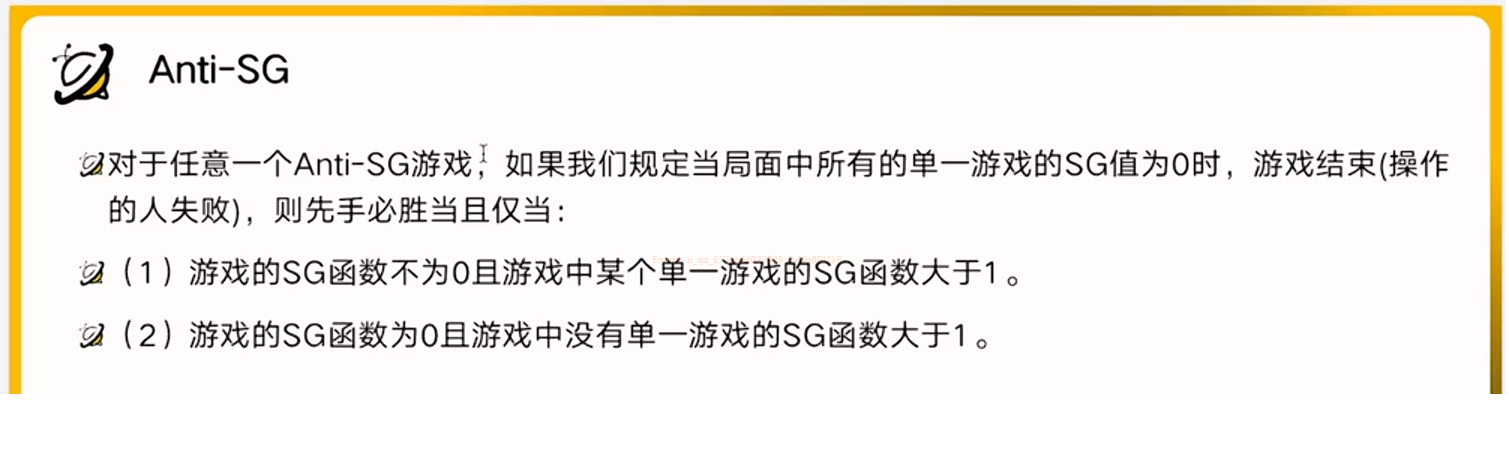 Anti-SG
对于任意一个Anti-SG游戏，如果我们规定当局面中所有的单一游戏的SG值为0时，游戏结束(操作
的人失败)，则先手必胜当且仅当：
（1）游戏的SG函数不为0且游戏中某个单一游戏的SG函数大于1。
（2）游戏的SG函数为0且游戏中没有单一游戏的SG函数大于1。